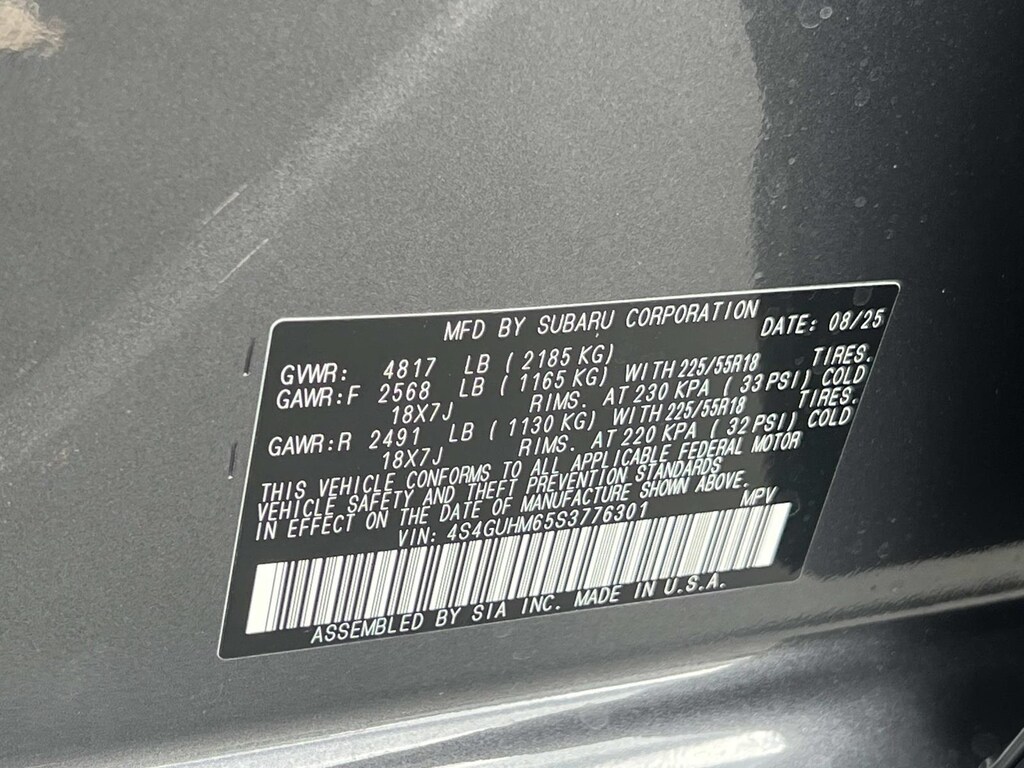 MFD BY SUBARU CORPORATION DATE: 08/25
GVWR: 4817 LB ( 2185 KG)
GAWR:F 2568 LB ( 1165 KG) WITH 225/55R18 TIRES.
18X7J RIMS. AT 230 KPA ( 33 PSI) COLD
GAWR:R 2491 LB ( 1130 KG) WITH 225/55R18 TIRES.
18X7J RIMS. AT 220 KPA ( 32 PSI) COLD
THIS VEHICLE CONFORMS TO ALL APPLICABLE FEDERAL MOTOR
VEHICLE SAFETY AND THEFT PREVENTION STANDARDS
IN EFFECT ON THE DATE OF MANUFACTURE SHOWN ABOVE.
VIN: 4S4GUHM65S3776301 MPV
ASSEMBLED BY SIA INC. MADE IN U.S.A.